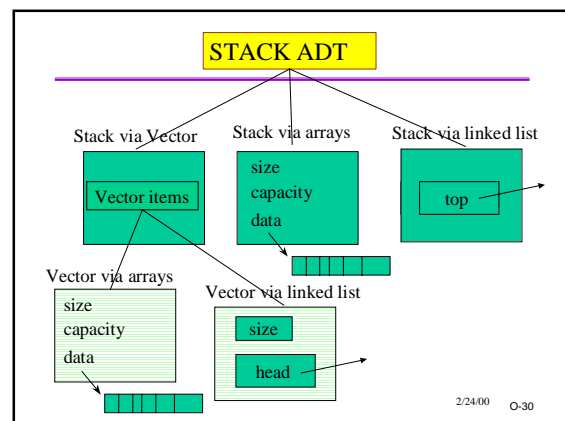 STACK ADT
Stack via Vector
Stack via arrays
Stack via linked list
Vector items
size
capacity
data
top
Vector via arrays
size
capacity
data
Vector via linked list
size
head
2/24/00
O-30